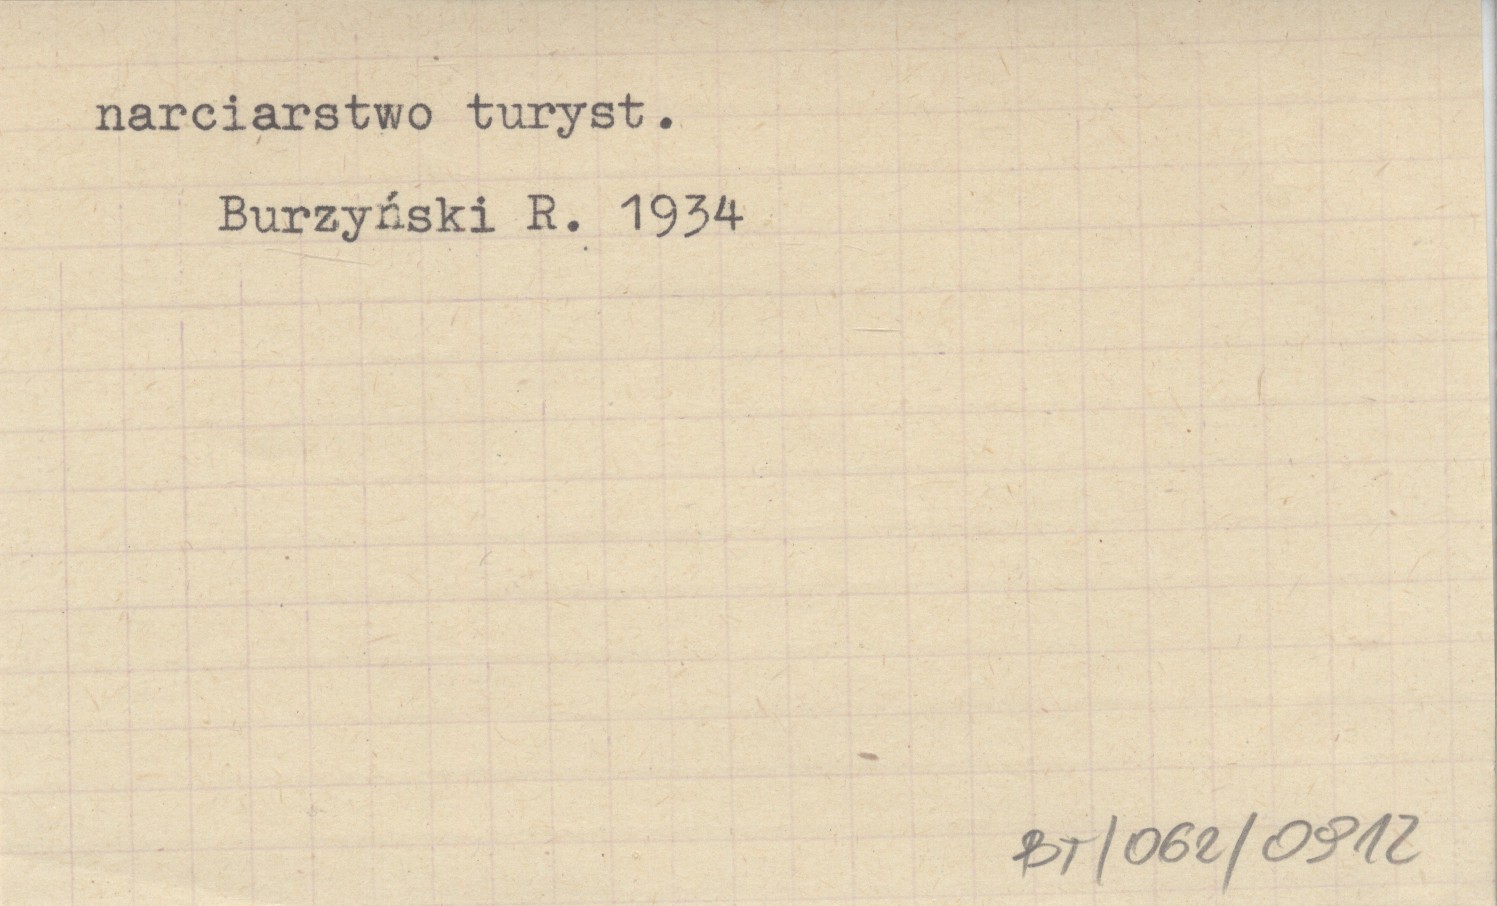 narciarstwo turyst.
Burzyński R. 1934
BT/062/0912